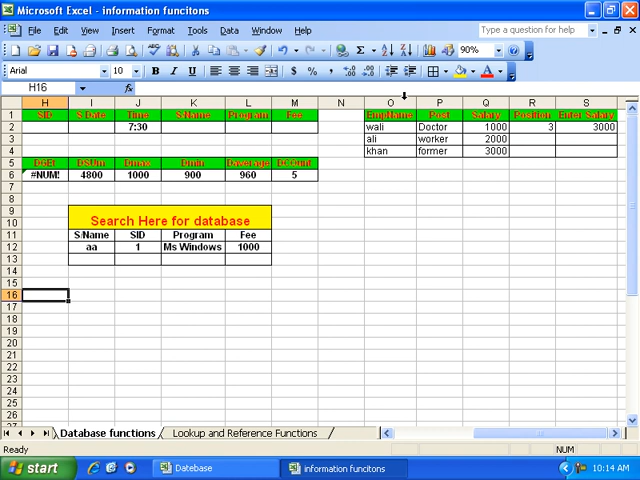 Microsoft Excel - information funcitons
File Edit View Insert Format Tools Data Window Help
Type a question for help
Σ 90%
Arial 10 B I U $ % ,
H16 fx
H I J K L M N O P Q R S
1 SID S Date Time S/Name Program Fee EmpName Post Salary Position Enter Salary
2 7:30 wali Doctor 1000 3 3000
3 ali worker 2000
4 khan former 3000
5 DGEt DSUm Dmax Dmin Daverage DCOunt
6 #NUM! 4800 1000 900 960 5
7
8
9
10 Search Here for database
11 S/Name SID Program Fee
12 aa 1 Ms Windows 1000
13
14
15
16
17
18
19
20
21
22
23
24
25
26
27
Database functions Lookup and Reference Functions
Ready NUM
start Datebase information funcitons 10:14 AM